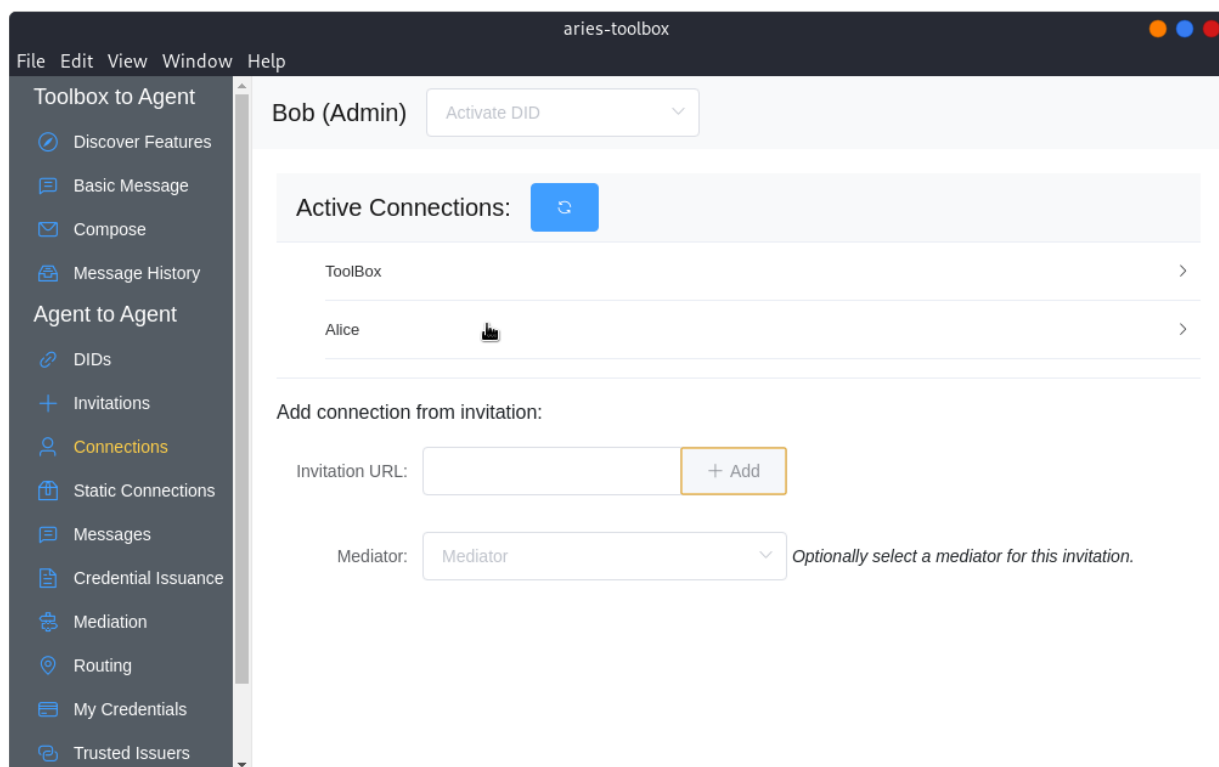 aries-toolbox
File Edit View Window Help
Toolbox to Agent
Discover Features
Basic Message
Compose
Message History
Agent to Agent
DIDs
Invitations
Connections
Static Connections
Messages
Credential Issuance
Mediation
Routing
My Credentials
Trusted Issuers
Bob (Admin) Activate DID
Active Connections:
ToolBox
Alice
Add connection from invitation:
Invitation URL: + Add
Mediator: Mediator Optionally select a mediator for this invitation.